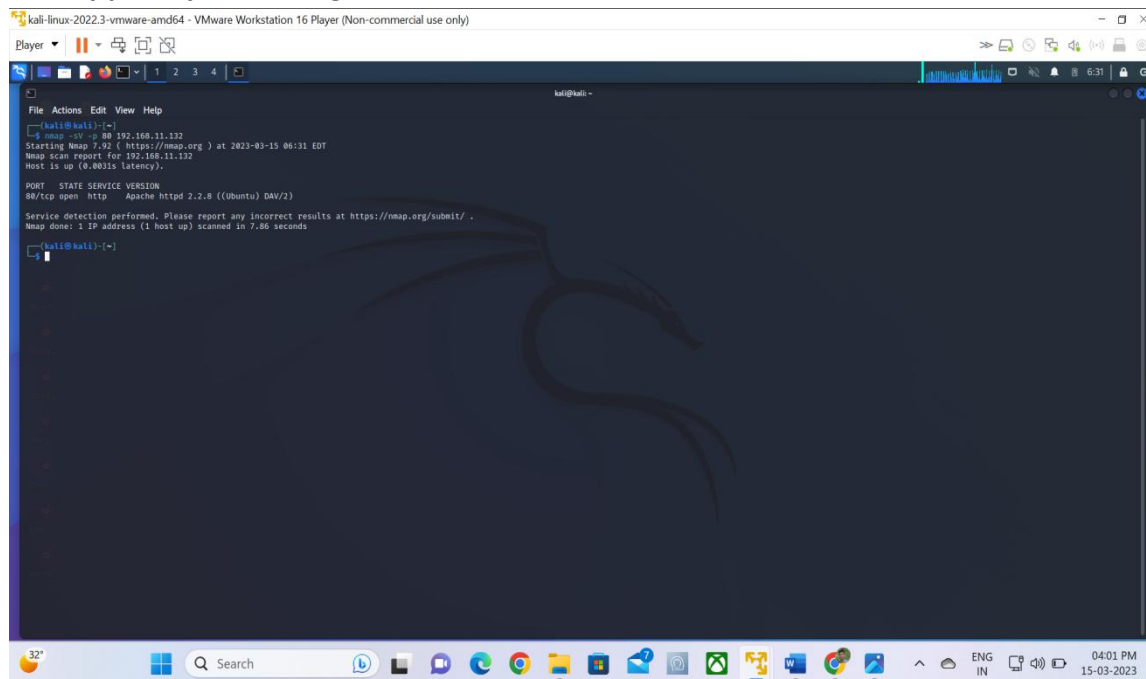 kali-linux-2022.3-vmware-amd64 - VMware Workstation 16 Player (Non-commercial use only)
Player
1 2 3 4
6:31
kali@kali: ~
File Actions Edit View Help
┌──(kali㉿kali)-[~]
└─$ nmap -sV -p 80 192.168.11.132
Starting Nmap 7.92 ( https://nmap.org ) at 2023-03-15 06:31 EDT
Nmap scan report for 192.168.11.132
Host is up (0.0031s latency).
PORT STATE SERVICE VERSION
80/tcp open http Apache httpd 2.2.8 ((Ubuntu) DAV/2)
Service detection performed. Please report any incorrect results at https://nmap.org/submit/ .
Nmap done: 1 IP address (1 host up) scanned in 7.86 seconds
┌──(kali㉿kali)-[~]
└─$
32°
Search
7
ENG
IN
04:01 PM
15-03-2023